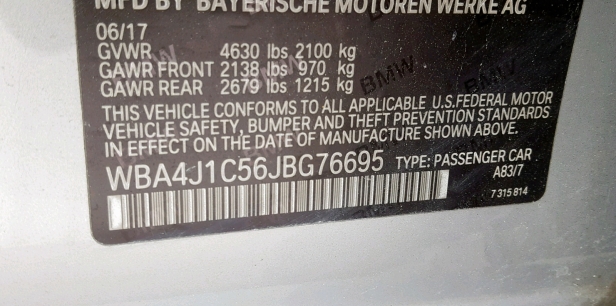 MFD BY BAYERISCHE MOTOREN WERKE AG
06/17
GVWR 4630 lbs 2100 kg
GAWR FRONT 2138 lbs 970 kg
GAWR REAR 2679 lbs 1215 kg
THIS VEHICLE CONFORMS TO ALL APPLICABLE U.S.FEDERAL MOTOR
VEHICLE SAFETY, BUMPER AND THEFT PREVENTION STANDARDS
IN EFFECT ON THE DATE OF MANUFACTURE SHOWN ABOVE.
WBA4J1C56JBG76695 TYPE: PASSENGER CAR
A83/7
7 315 814
BMW
BMW